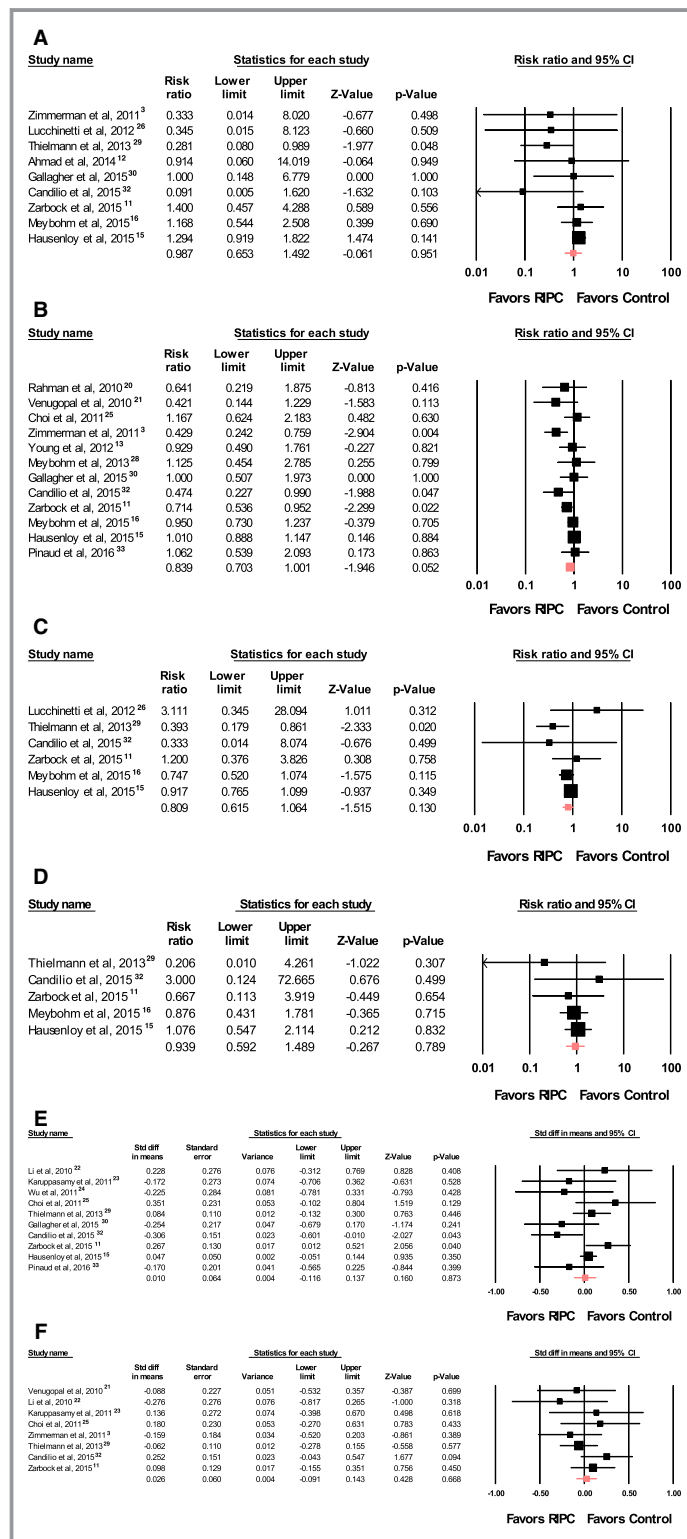 A
Study name Statistics for each study Risk ratio and 95% CI
Risk ratio Lower limit Upper limit Z-Value p-Value
Zimmerman et al, 2011 3 0.333 0.014 8.020 -0.677 0.498
Lucchinetti et al, 2012 26 0.345 0.015 8.123 -0.660 0.509
Thielmann et al, 2013 29 0.281 0.080 0.989 -1.977 0.048
Ahmad et al, 2014 12 0.914 0.060 14.019 -0.064 0.949
Gallagher et al, 2015 30 1.000 0.148 6.779 0.000 1.000
Candilio et al, 2015 32 0.091 0.005 1.620 -1.632 0.103
Zarbock et al, 2015 11 1.400 0.457 4.288 0.589 0.556
Meybohm et al, 2015 16 1.168 0.544 2.508 0.399 0.690
Hausenloy et al, 2015 15 1.294 0.919 1.822 1.474 0.141
0.987 0.653 1.492 -0.061 0.951
0.01 0.1 1 10 100
Favors RIPC Favors Control
B
Study name Statistics for each study Risk ratio and 95% CI
Risk ratio Lower limit Upper limit Z-Value p-Value
Rahman et al, 2010 20 0.641 0.219 1.875 -0.813 0.416
Venugopal et al, 2010 21 0.421 0.144 1.229 -1.583 0.113
Choi et al, 2011 25 1.167 0.624 2.183 0.482 0.630
Zimmerman et al, 2011 3 0.429 0.242 0.759 -2.904 0.004
Young et al, 2012 13 0.929 0.490 1.761 -0.227 0.821
Meybohm et al, 2013 28 1.125 0.454 2.785 0.255 0.799
Gallagher et al, 2015 30 1.000 0.507 1.973 0.000 1.000
Candilio et al, 2015 32 0.474 0.227 0.990 -1.988 0.047
Zarbock et al, 2015 11 0.714 0.536 0.952 -2.299 0.022
Meybohm et al, 2015 16 0.950 0.730 1.237 -0.379 0.705
Hausenloy et al, 2015 15 1.010 0.888 1.147 0.146 0.884
Pinaud et al, 2016 33 1.062 0.539 2.093 0.173 0.863
0.839 0.703 1.001 -1.946 0.052
0.01 0.1 1 10 100
Favors RIPC Favors Control
C
Study name Statistics for each study Risk ratio and 95% CI
Risk ratio Lower limit Upper limit Z-Value p-Value
Lucchinetti et al, 2012 26 3.111 0.345 28.094 1.011 0.312
Thielmann et al, 2013 29 0.393 0.179 0.861 -2.333 0.020
Candilio et al, 2015 32 0.333 0.014 8.074 -0.676 0.499
Zarbock et al, 2015 11 1.200 0.376 3.826 0.308 0.758
Meybohm et al, 2015 16 0.747 0.520 1.074 -1.575 0.115
Hausenloy et al, 2015 15 0.917 0.765 1.099 -0.937 0.349
0.809 0.615 1.064 -1.515 0.130
0.01 0.1 1 10 100
Favors RIPC Favors Control
D
Study name Statistics for each study Risk ratio and 95% CI
Risk ratio Lower limit Upper limit Z-Value p-Value
Thielmann et al, 2013 29 0.206 0.010 4.261 -1.022 0.307
Candilio et al, 2015 32 3.000 0.124 72.665 0.676 0.499
Zarbock et al, 2015 11 0.667 0.113 3.919 -0.449 0.654
Meybohm et al, 2015 16 0.876 0.431 1.781 -0.365 0.715
Hausenloy et al, 2015 15 1.076 0.547 2.114 0.212 0.832
0.939 0.592 1.489 -0.267 0.789
0.01 0.1 1 10 100
Favors RIPC Favors Control
E
Study name Statistics for each study Std diff in means and 95% CI
Std diff in means Standard error Variance Lower limit Upper limit Z-Value p-Value
Li et al, 2010 22 0.228 0.276 0.076 -0.312 0.769 0.828 0.408
Karuppasamy et al, 2011 23 -0.172 0.273 0.074 -0.706 0.362 -0.631 0.528
Wu et al, 2011 24 -0.225 0.284 0.081 -0.781 0.331 -0.793 0.428
Choi et al, 2011 25 0.351 0.231 0.053 -0.102 0.804 1.519 0.129
Thielmann et al, 2013 29 0.084 0.110 0.012 -0.132 0.300 0.763 0.446
Gallagher et al, 2015 30 -0.254 0.217 0.047 -0.679 0.170 -1.174 0.241
Candilio et al, 2015 32 -0.306 0.151 0.023 -0.601 -0.010 -2.027 0.043
Zarbock et al, 2015 11 0.267 0.130 0.017 0.012 0.521 2.056 0.040
Hausenloy et al, 2015 15 0.047 0.050 0.002 -0.051 0.144 0.935 0.350
Pinaud et al, 2016 33 -0.170 0.201 0.041 -0.565 0.225 -0.844 0.399
0.010 0.064 0.004 -0.116 0.137 0.160 0.873
-1.00 -0.50 0.00 0.50 1.00
Favors RIPC Favors Control
F
Study name Statistics for each study Std diff in means and 95% CI
Std diff in means Standard error Variance Lower limit Upper limit Z-Value p-Value
Venugopal et al, 2010 21 -0.088 0.227 0.051 -0.532 0.357 -0.387 0.699
Li et al, 2010 22 -0.276 0.276 0.076 -0.817 0.265 -1.000 0.318
Karuppasamy et al, 2011 23 0.136 0.272 0.074 -0.398 0.670 0.498 0.618
Choi et al, 2011 25 0.180 0.230 0.053 -0.270 0.631 0.783 0.433
Zimmerman et al, 2011 3 -0.159 0.184 0.034 -0.520 0.203 -0.861 0.389
Thielmann et al, 2013 29 -0.062 0.110 0.012 -0.278 0.155 -0.558 0.577
Candilio et al, 2015 32 0.252 0.151 0.023 -0.043 0.547 1.677 0.094
Zarbock et al, 2015 11 0.098 0.129 0.017 -0.155 0.351 0.756 0.450
0.026 0.060 0.004 -0.091 0.143 0.428 0.668
-1.00 -0.50 0.00 0.50 1.00
Favors RIPC Favors Control